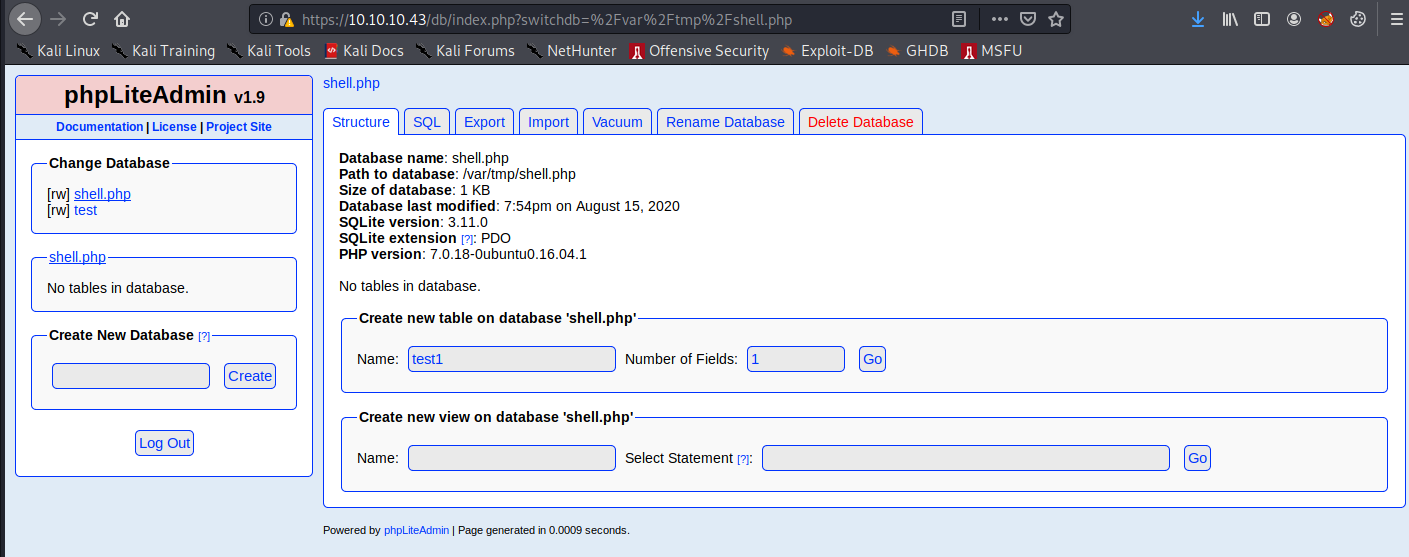 https://10.10.10.43/db/index.php?switchdb=%2Fvar%2Ftmp%2Fshell.php
Kali Linux Kali Training Kali Tools Kali Docs Kali Forums NetHunter Offensive Security Exploit-DB GHDB MSFU
phpLiteAdmin v1.9
Documentation | License | Project Site
Change Database
[rw] shell.php
[rw] test
shell.php
No tables in database.
Create New Database [?]
Create
Log Out
shell.php
Structure SQL Export Import Vacuum Rename Database Delete Database
Database name: shell.php
Path to database: /var/tmp/shell.php
Size of database: 1 KB
Database last modified: 7:54pm on August 15, 2020
SQLite version: 3.11.0
SQLite extension [?]: PDO
PHP version: 7.0.18-0ubuntu0.16.04.1
No tables in database.
Create new table on database 'shell.php'
Name: test1 Number of Fields: 1 Go
Create new view on database 'shell.php'
Name: Select Statement [?]: Go
Powered by phpLiteAdmin | Page generated in 0.0009 seconds.